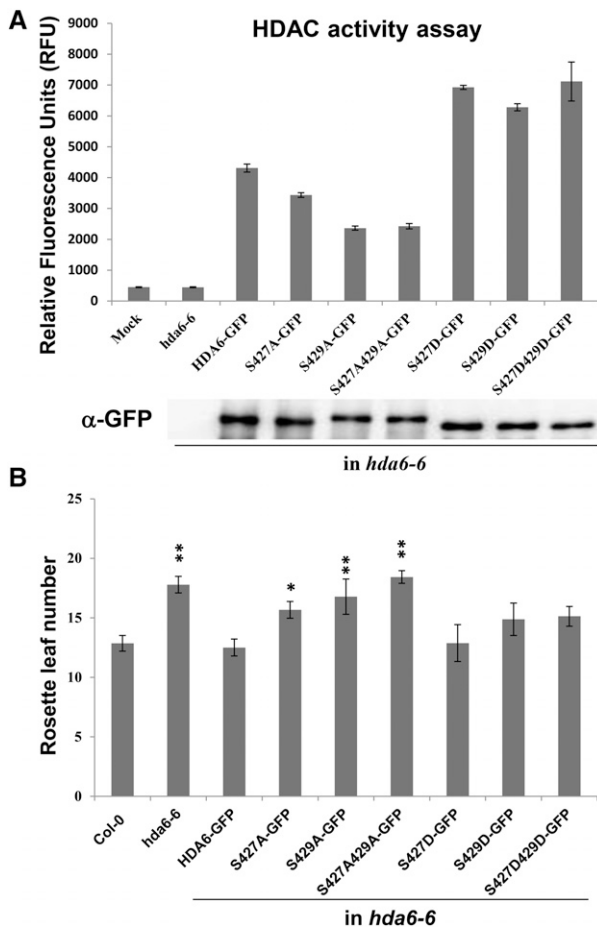 A
HDAC activity assay
Relative Fluorescence Units (RFU)
9000
8000
7000
6000
5000
4000
3000
2000
1000
0
Mock
hda6-6
HDA6-GFP
S427A-GFP
S429A-GFP
S427A429A-GFP
S427D-GFP
S429D-GFP
S427D429D-GFP
α-GFP
in hda6-6
B
Rosette leaf number
25
20
15
10
5
0
**
*
**
**
Col-0
hda6-6
HDA6-GFP
S427A-GFP
S429A-GFP
S427A429A-GFP
S427D-GFP
S429D-GFP
S427D429D-GFP
in hda6-6